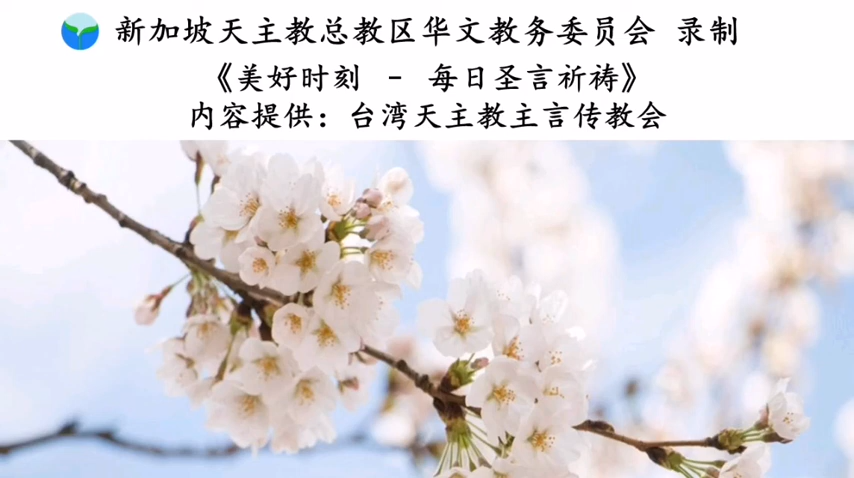 新加坡天主教总教区华文教务委员会 录制
《美好时刻 - 每日圣言祈祷》
内容提供：台湾天主教主言传教会